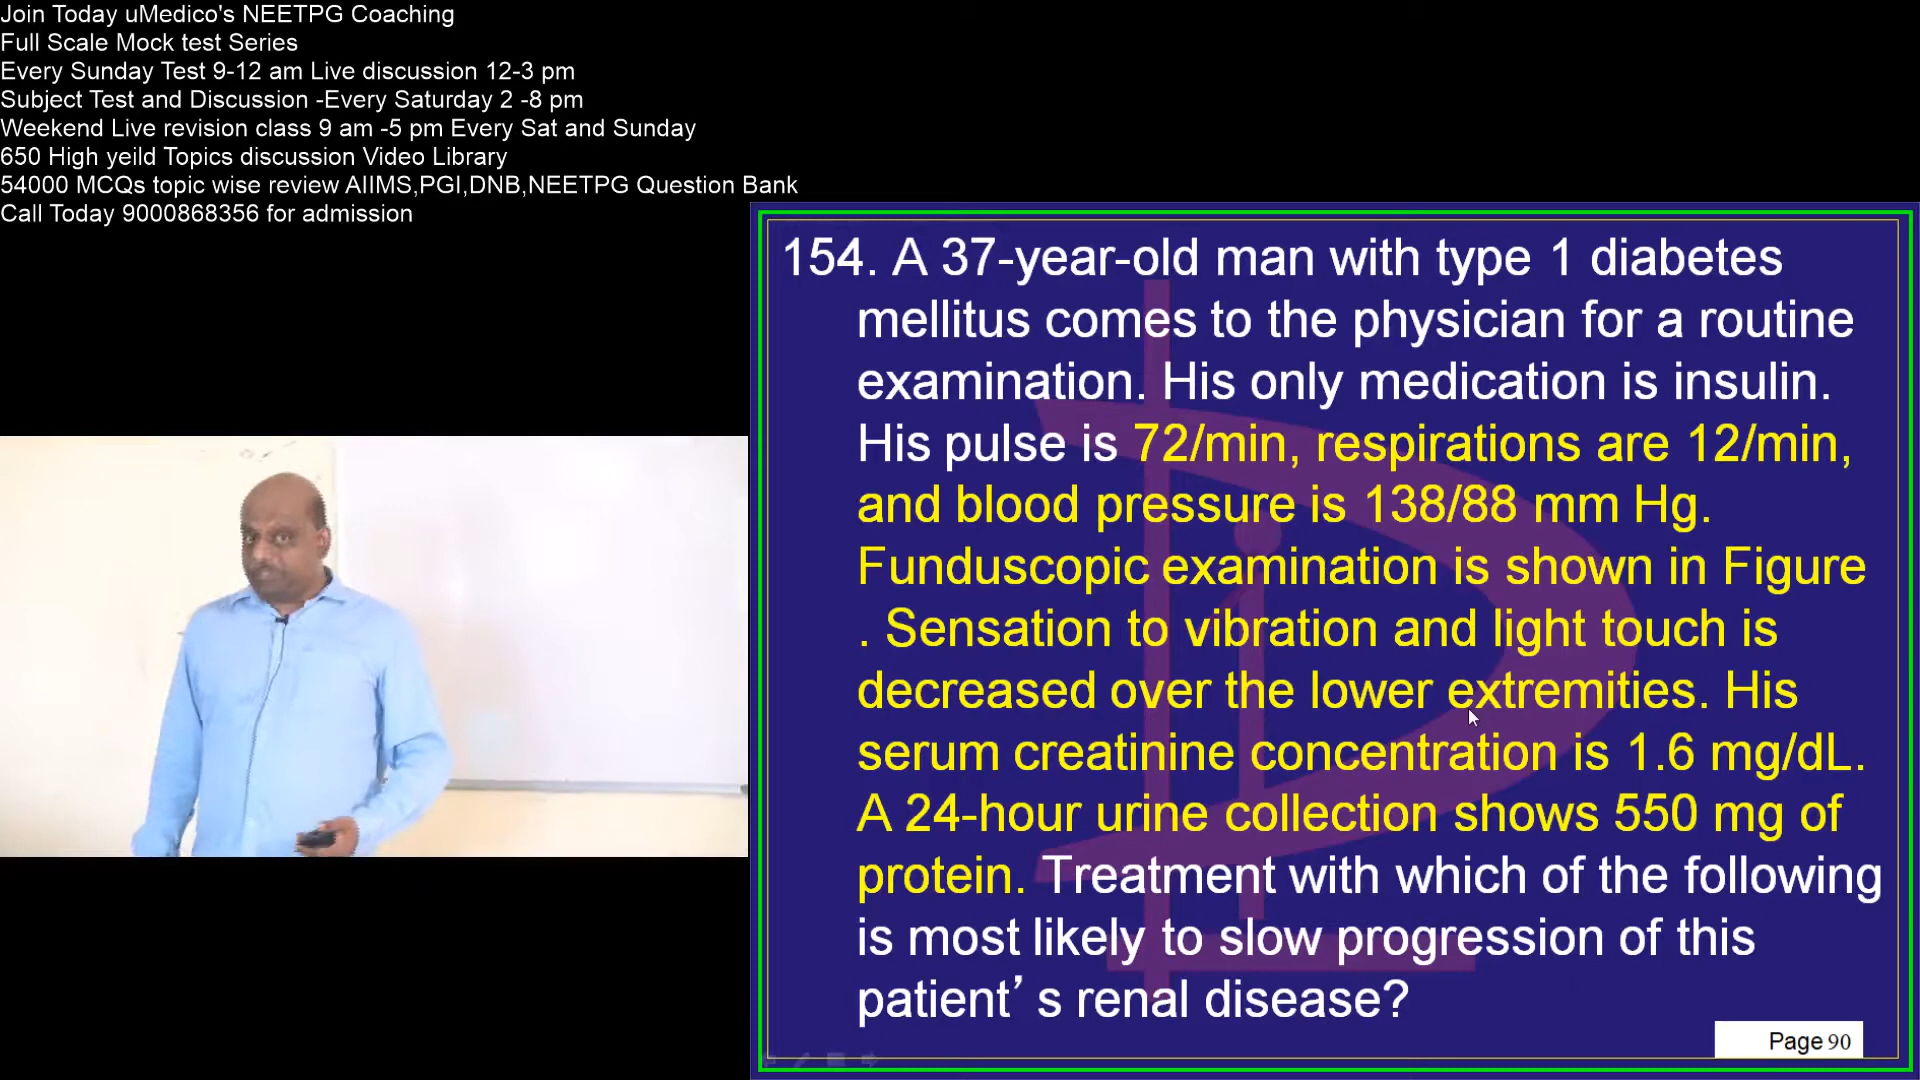 Join Today uMedico's NEETPG Coaching
Full Scale Mock test Series
Every Sunday Test 9-12 am Live discussion 12-3 pm
Subject Test and Discussion -Every Saturday 2 -8 pm
Weekend Live revision class 9 am -5 pm Every Sat and Sunday
650 High yeild Topics discussion Video Library
54000 MCQs topic wise review AIIMS,PGI,DNB,NEETPG Question Bank
Call Today 9000868356 for admission
154. A 37-year-old man with type 1 diabetes
mellitus comes to the physician for a routine
examination. His only medication is insulin.
His pulse is 72/min, respirations are 12/min,
and blood pressure is 138/88 mm Hg.
Funduscopic examination is shown in Figure
. Sensation to vibration and light touch is
decreased over the lower extremities. His
serum creatinine concentration is 1.6 mg/dL.
A 24-hour urine collection shows 550 mg of
protein. Treatment with which of the following
is most likely to slow progression of this
patient’s renal disease?
Page 90